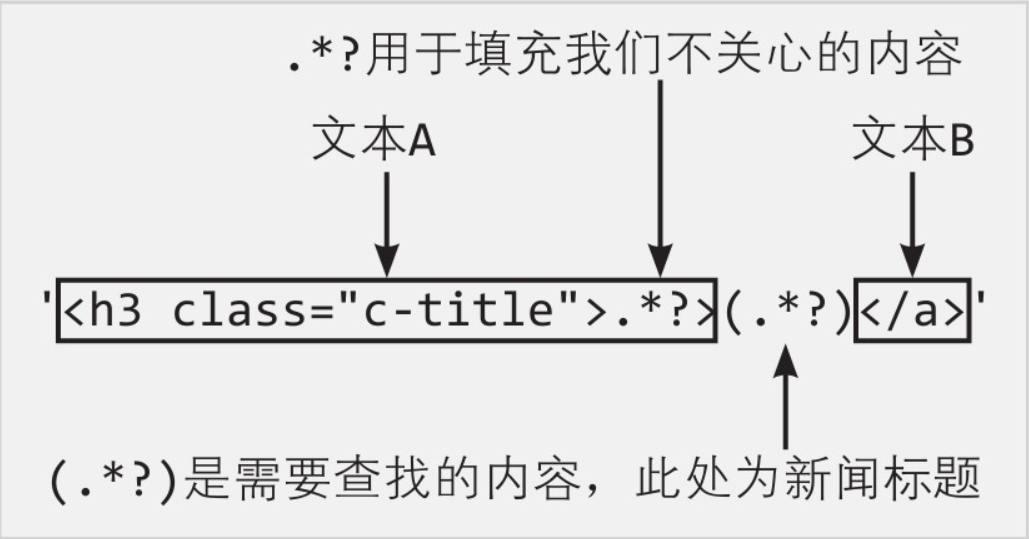 .*?用于填充我们不关心的内容
文本A
文本B
'<h3 class="c-title">.*?>(.*?)</a>'
(.*?)是需要查找的内容，此处为新闻标题